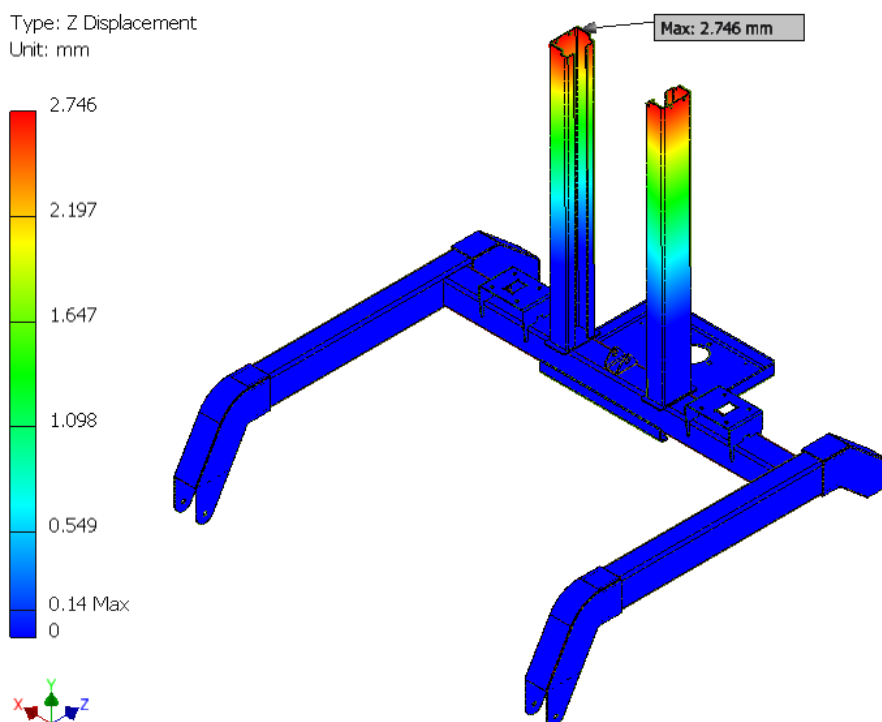 Type: Z Displacement
Unit: mm
Max: 2.746 mm
2.746
2.197
1.647
1.098
0.549
0.14 Max
0
Y
X
Z